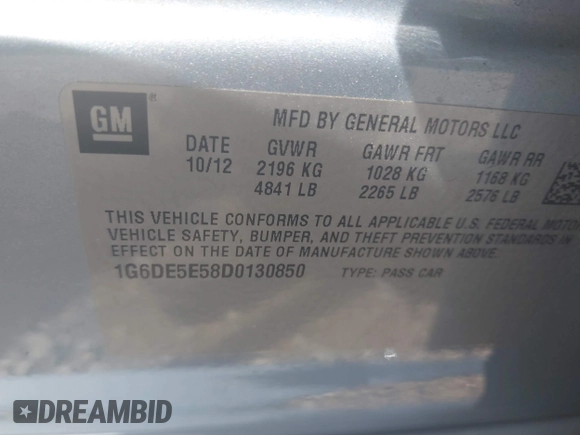 GM
MFD BY GENERAL MOTORS LLC
DATE GVWR GAWR FRT GAWR RR
10/12 2196 KG 1028 KG 1168 KG
4841 LB 2265 LB 2576 LB
THIS VEHICLE CONFORMS TO ALL APPLICABLE U.S. FEDERAL MOTOR
VEHICLE SAFETY, BUMPER, AND THEFT PREVENTION STANDARDS IN
EFFECT ON THE DATE OF MANUFACTURE SHOWN ABOVE.
1G6DE5E58D0130850 TYPE: PASS CAR
DREAMBID